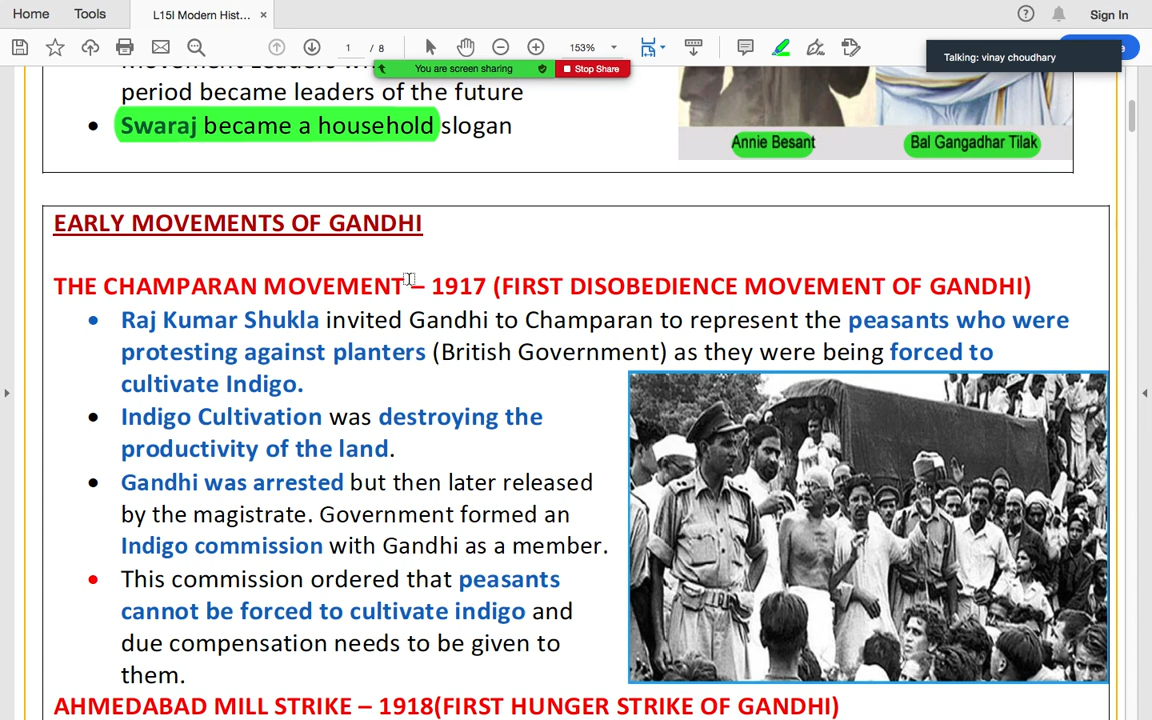 Home
Tools
L15I Modern Hist...
Sign In
1 / 8
153%
Talking: vinay choudhary
You are screen sharing
Stop Share
period became leaders of the future
Swaraj became a household slogan
Annie Besant
Bal Gangadhar Tilak
EARLY MOVEMENTS OF GANDHI
THE CHAMPARAN MOVEMENT – 1917 (FIRST DISOBEDIENCE MOVEMENT OF GANDHI)
• Raj Kumar Shukla invited Gandhi to Champaran to represent the peasants who were
protesting against planters (British Government) as they were being forced to
cultivate Indigo.
• Indigo Cultivation was destroying the
productivity of the land.
• Gandhi was arrested but then later released
by the magistrate. Government formed an
Indigo commission with Gandhi as a member.
• This commission ordered that peasants
cannot be forced to cultivate indigo and
due compensation needs to be given to
them.
AHMEDABAD MILL STRIKE – 1918(FIRST HUNGER STRIKE OF GANDHI)